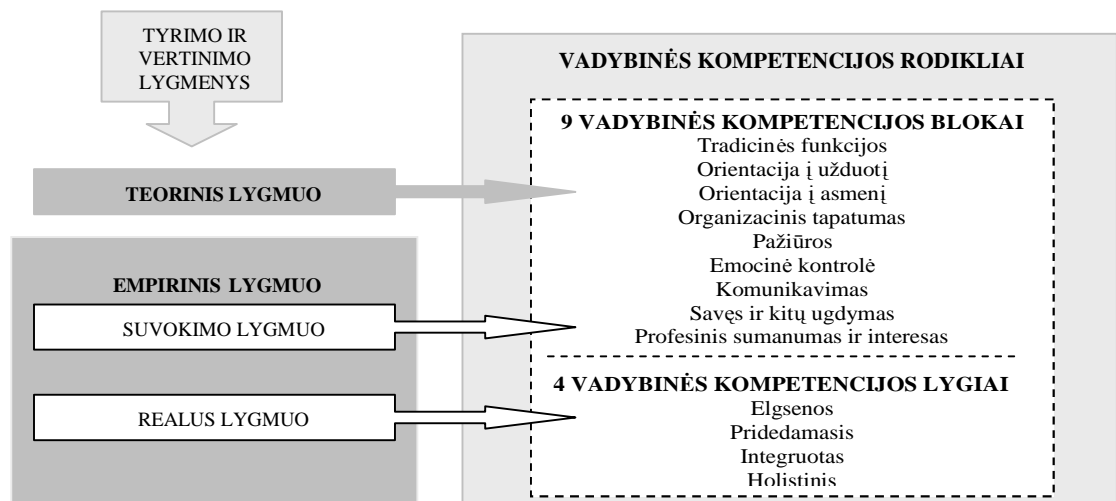 TYRIMO IR
VERTINIMO
LYGMENYS
TEORINIS LYGMUO
EMPIRINIS LYGMUO
SUVOKIMO LYGMUO
REALUS LYGMUO
VADYBINĖS KOMPETENCIJOS RODIKLIAI
9 VADYBINĖS KOMPETENCIJOS BLOKAI
Tradicinės funkcijos
Orientacija į užduotį
Orientacija į asmenį
Organizacinis tapatumas
Pažiūros
Emocinė kontrolė
Komunikavimas
Savęs ir kitų ugdymas
Profesinis sumanumas ir interesas
4 VADYBINĖS KOMPETENCIJOS LYGIAI
Elgsenos
Pridedamasis
Integruotas
Holistinis